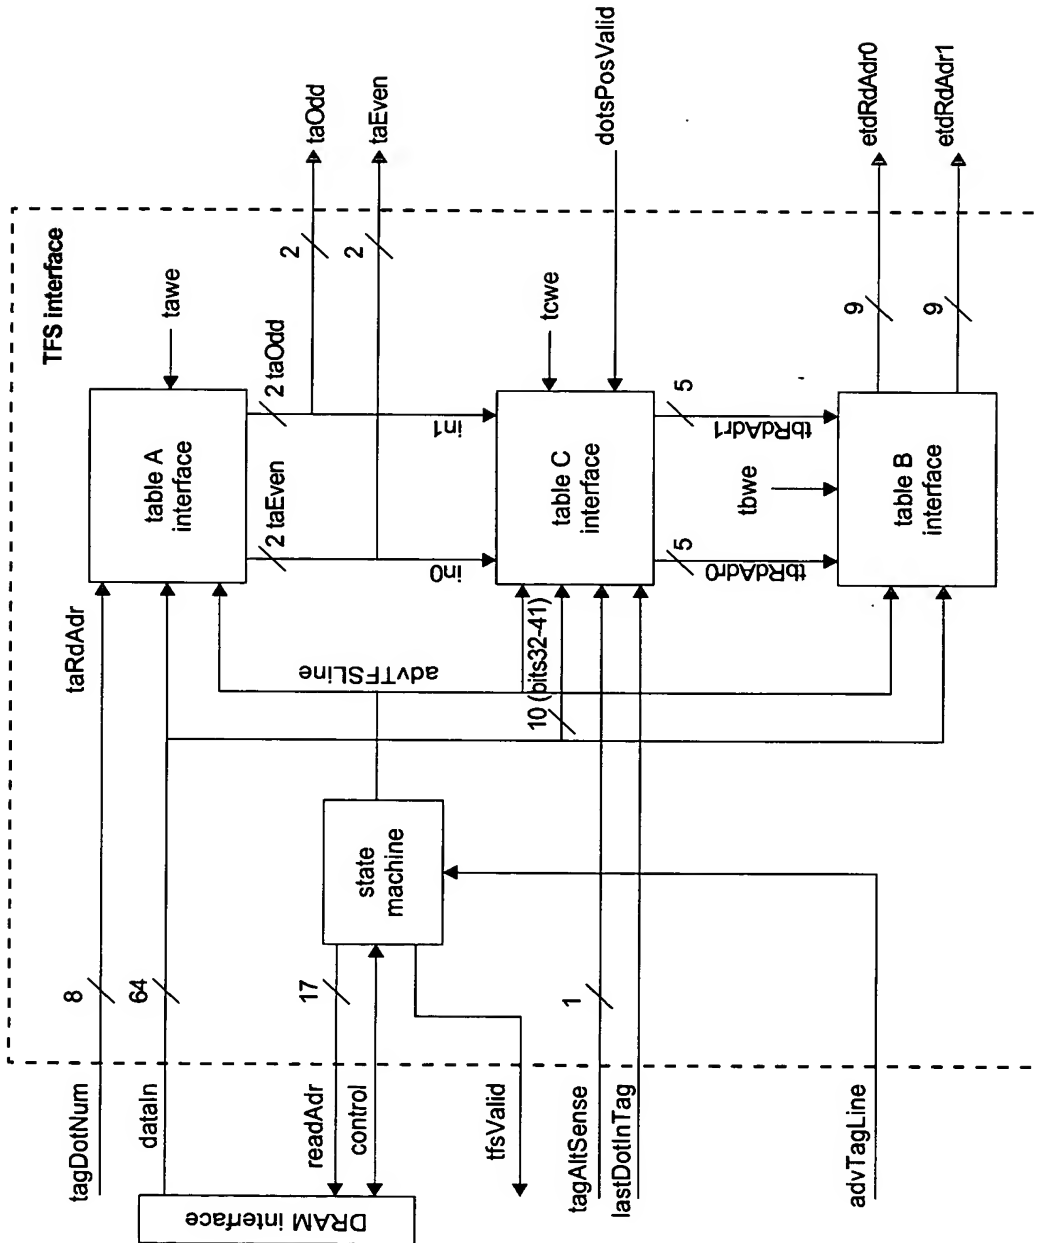 TFS interface
tagDotNum
8
taRdAdr
dataIn
64
table A
interface
tawe
2 taEven
2 taOdd
2
taOdd
2
taEven
DRAM interface
readAdr
17
control
tfsValid
state
machine
advTFSLine
10 (bits32-41)
in0
in1
table C
interface
tcwe
dotsPosValid
tagAltSense
1
lastDotInTag
5
tbRdAdr0
5
tbRdAdr1
tbwe
table B
interface
9
etdRdAdr0
9
etdRdAdr1
advTagLine